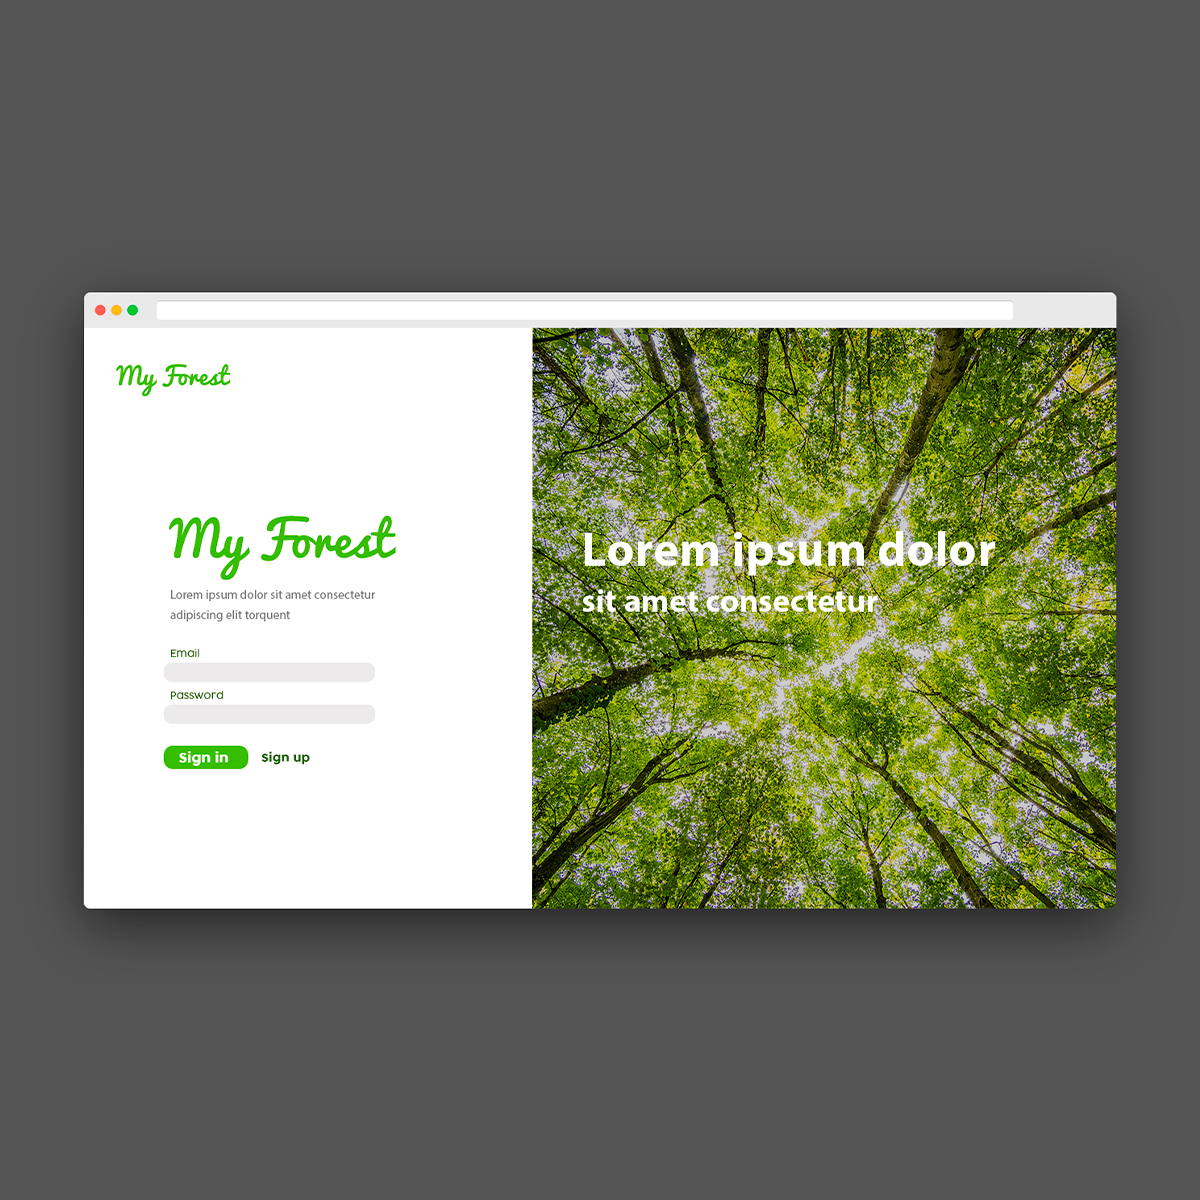 My Forest
My Forest
Lorem ipsum dolor sit amet consectetur
adipiscing elit torquent
Email
Password
Sign in
Sign up
Lorem ipsum dolor
sit amet consectetur